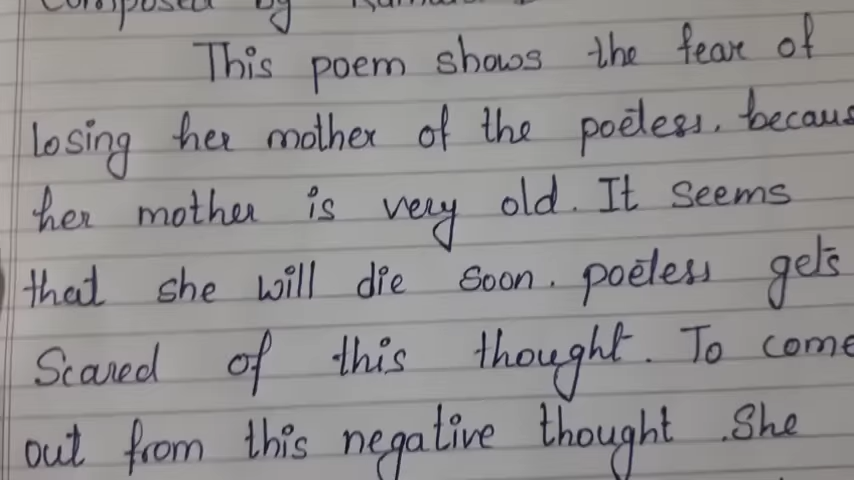 Composed by
This poem shows the fear of
losing her mother of the poetess. becaus
her mother is very old. It seems
that she will die soon. poetess gets
Scared of this thought. To come
out from this negative thought .She